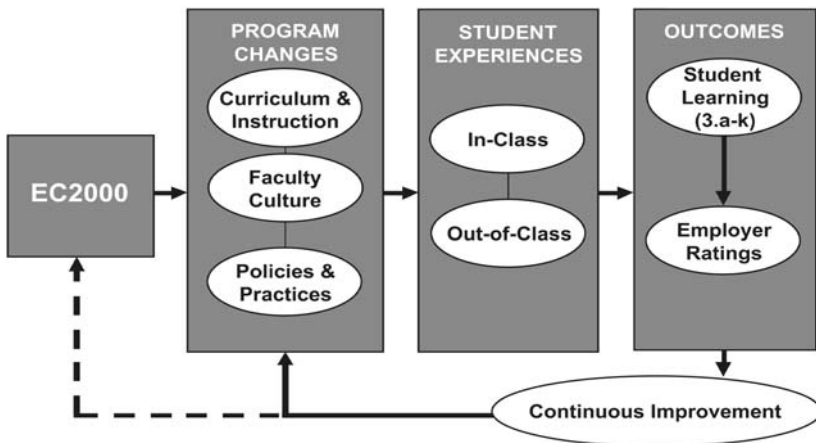 EC2000
PROGRAM
CHANGES
Curriculum &
Instruction
Faculty
Culture
Policies &
Practices
STUDENT
EXPERIENCES
In-Class
Out-of-Class
OUTCOMES
Student
Learning
(3.a-k)
Employer
Ratings
Continuous Improvement